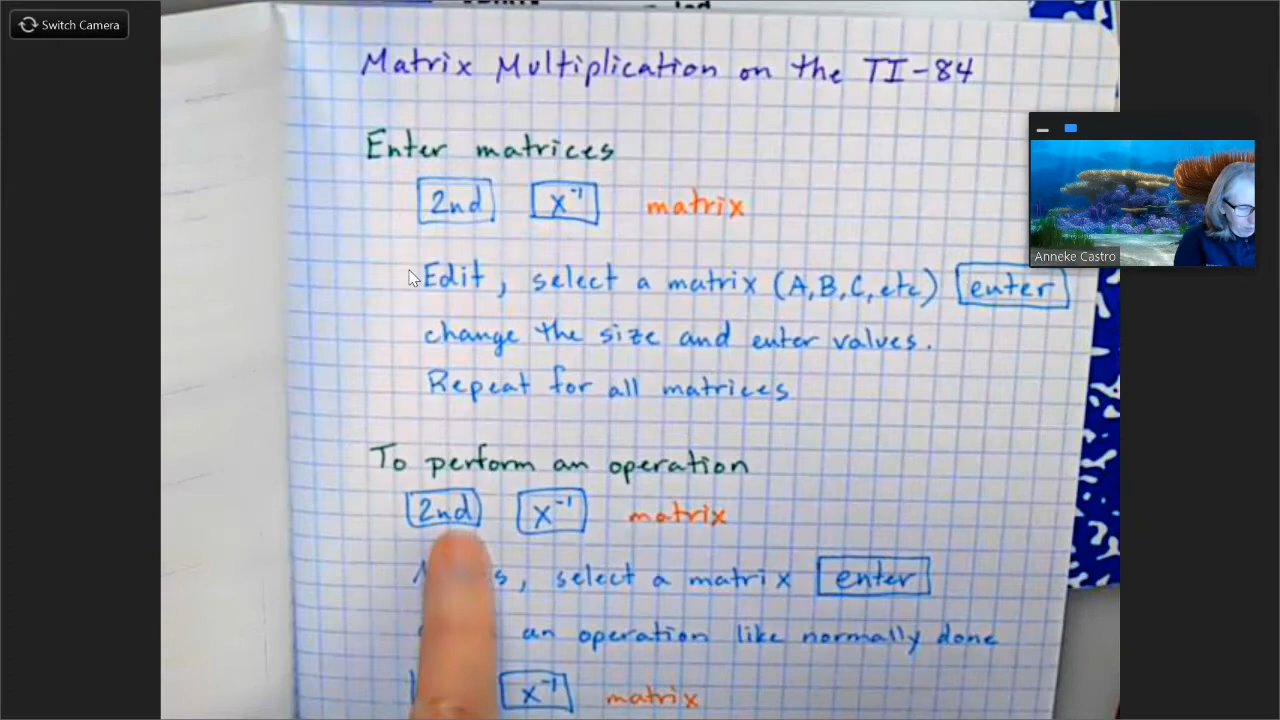 Switch Camera
Matrix Multiplication on the TI-84
Enter matrices
2nd x⁻¹ matrix
Anneke Castro
Edit, select a matrix (A,B,C,etc) enter
change the size and enter values.
Repeat for all matrices
To perform an operation
2nd x⁻¹ matrix
, select a matrix enter
an operation like normally done
x⁻¹ matrix